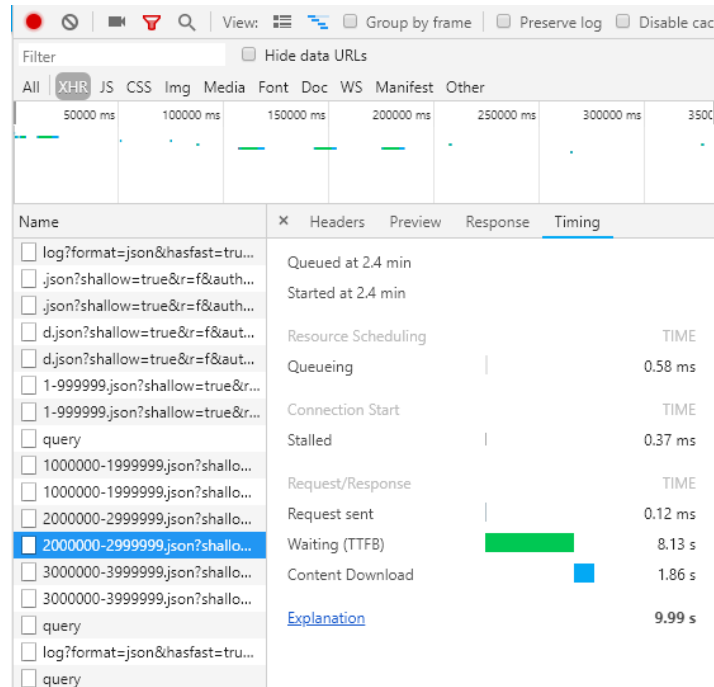 View: Group by frame Preserve log Disable cac
Filter Hide data URLs
All XHR JS CSS Img Media Font Doc WS Manifest Other
50000 ms 100000 ms 150000 ms 200000 ms 250000 ms 300000 ms 3500
Name
log?format=json&hasfast=tru...
.json?shallow=true&r=f&auth...
.json?shallow=true&r=f&auth...
d.json?shallow=true&r=f&aut...
d.json?shallow=true&r=f&aut...
1-999999.json?shallow=true&r...
1-999999.json?shallow=true&r...
query
1000000-1999999.json?shallo...
1000000-1999999.json?shallo...
2000000-2999999.json?shallo...
2000000-2999999.json?shallo...
3000000-3999999.json?shallo...
3000000-3999999.json?shallo...
query
log?format=json&hasfast=tru...
query
× Headers Preview Response Timing
Queued at 2.4 min
Started at 2.4 min
Resource Scheduling TIME
Queueing 0.58 ms
Connection Start TIME
Stalled 0.37 ms
Request/Response TIME
Request sent 0.12 ms
Waiting (TTFB) 8.13 s
Content Download 1.86 s
Explanation 9.99 s